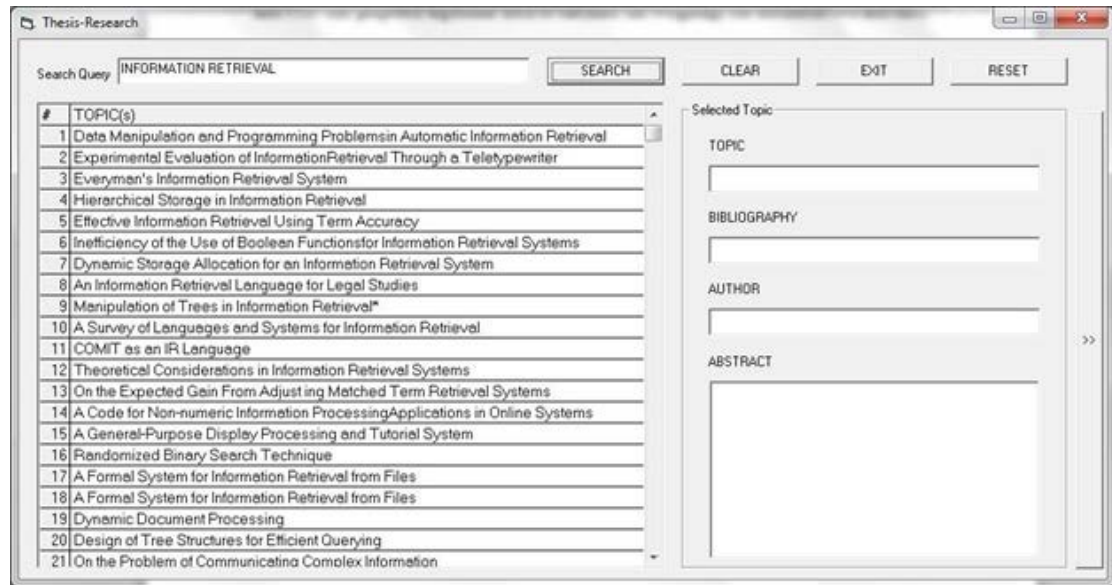 Thesis-Research
Search Query INFORMATION RETRIEVAL SEARCH CLEAR EXIT RESET
# TOPIC(s)
1 Data Manipulation and Programming Problemsin Automatic Information Retrieval
2 Experimental Evaluation of InformationRetrieval Through a Teletypewriter
3 Everyman's Information Retrieval System
4 Hierarchical Storage in Information Retrieval
5 Effective Information Retrieval Using Term Accuracy
6 Inefficiency of the Use of Boolean Functionsfor Information Retrieval Systems
7 Dynamic Storage Allocation for an Information Retrieval System
8 An Information Retrieval Language for Legal Studies
9 Manipulation of Trees in Information Retrieval*
10 A Survey of Languages and Systems for Information Retrieval
11 COMIT as an IR Language
12 Theoretical Considerations in Information Retrieval Systems
13 On the Expected Gain From Adjust ing Matched Term Retrieval Systems
14 A Code for Non-numeric Information ProcessingApplications in Online Systems
15 A General-Purpose Display Processing and Tutorial System
16 Randomized Binary Search Technique
17 A Formal System for Information Retrieval from Files
18 A Formal System for Information Retrieval from Files
19 Dynamic Document Processing
20 Design of Tree Structures for Efficient Querying
21 On the Problem of Communicating Complex Information
Selected Topic
TOPIC
BIBLIOGRAPHY
AUTHOR
ABSTRACT
>>